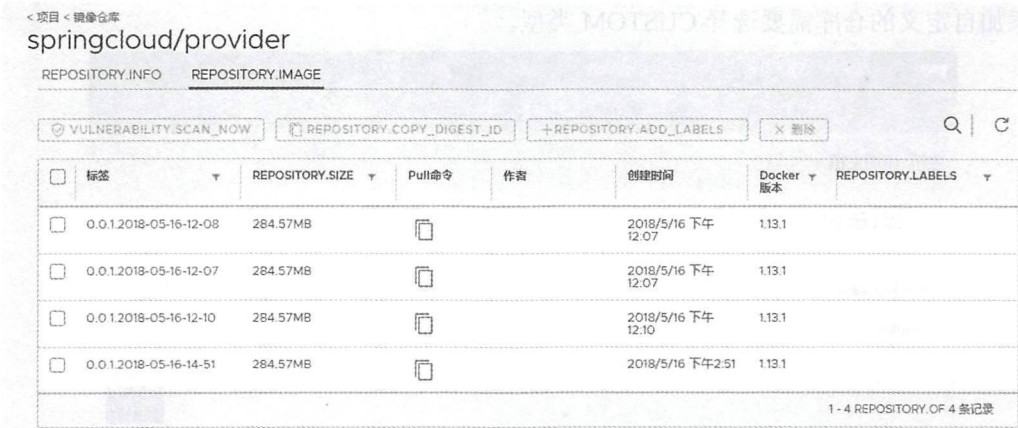 <项目<镜像仓库
springcloud/provider
REPOSITORY.INFO REPOSITORY.IMAGE
VULNERABILITY.SCAN_NOW REPOSITORY.COPY_DIGEST_ID +REPOSITORY.ADD_LABELS × 删除
标签 REPOSITORY.SIZE Pull命令 作者 创建时间 Docker 版本 REPOSITORY.LABELS
0.0.1.2018-05-16-12-08 284.57MB 2018/5/16 下午 12:07 1.13.1
0.0.1.2018-05-16-12-07 284.57MB 2018/5/16 下午 12:07 1.13.1
0.0.1.2018-05-16-12-10 284.57MB 2018/5/16 下午 12:10 1.13.1
0.0.1.2018-05-16-14-51 284.57MB 2018/5/16 下午2:51 1.13.1
1 - 4 REPOSITORY.OF 4 条记录